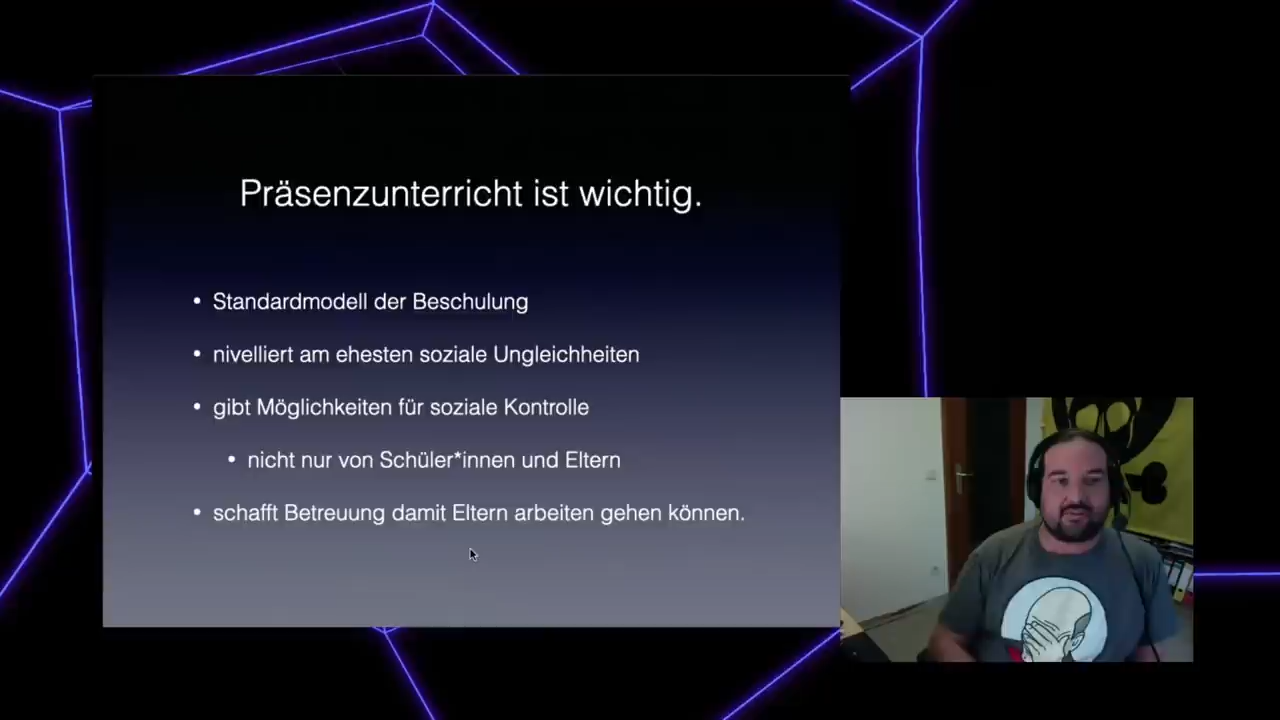 Präsenzunterricht ist wichtig.
• Standardmodell der Beschulung
• nivelliert am ehesten soziale Ungleichheiten
• gibt Möglichkeiten für soziale Kontrolle
• nicht nur von Schüler*innen und Eltern
• schafft Betreuung damit Eltern arbeiten gehen können.